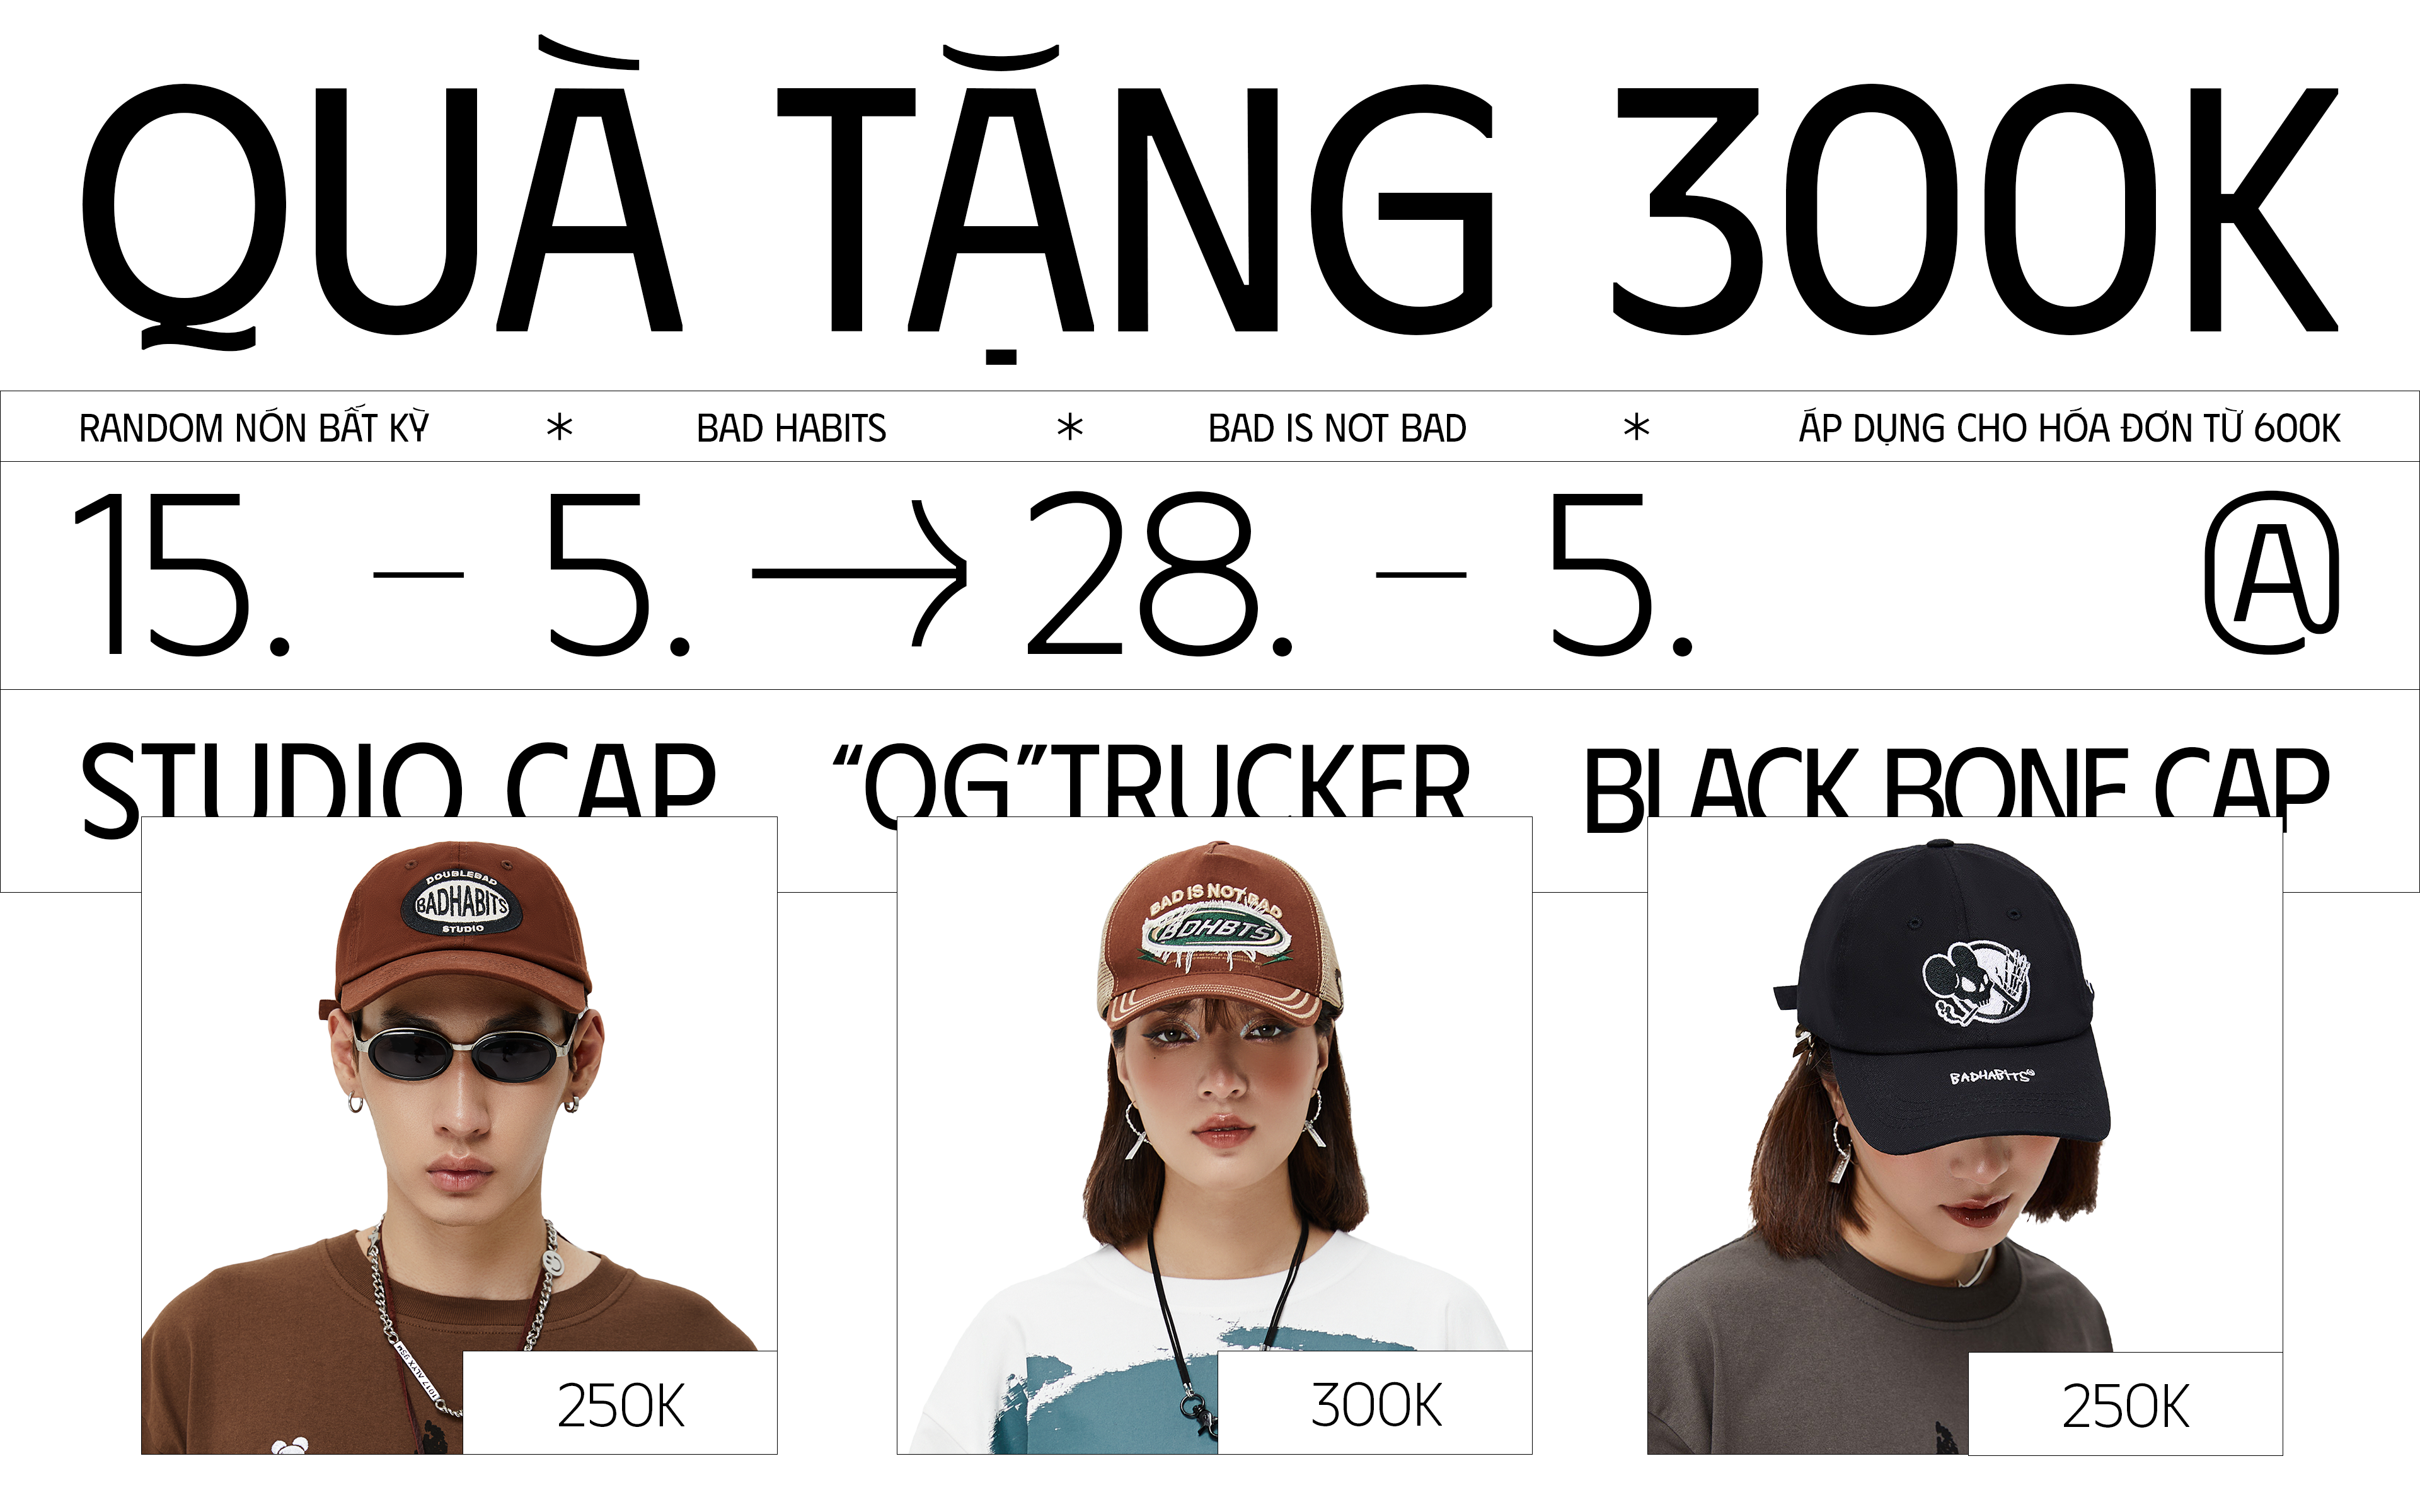 QUÀ TẶNG 300K
RANDOM NÓN BẤT KỲ * BAD HABITS * BAD IS NOT BAD * ÁP DỤNG CHO HÓA ĐƠN TỪ 600K
15. — 5. → 28. — 5.
STUDIO CAP
“OG”TRUCKER
BLACK BONE CAP
DOUBLEBAD
BADHABITS
STUDIO
BAD IS NOT BAD
BDHBTS
BADHABITS®
250K
300K
250K